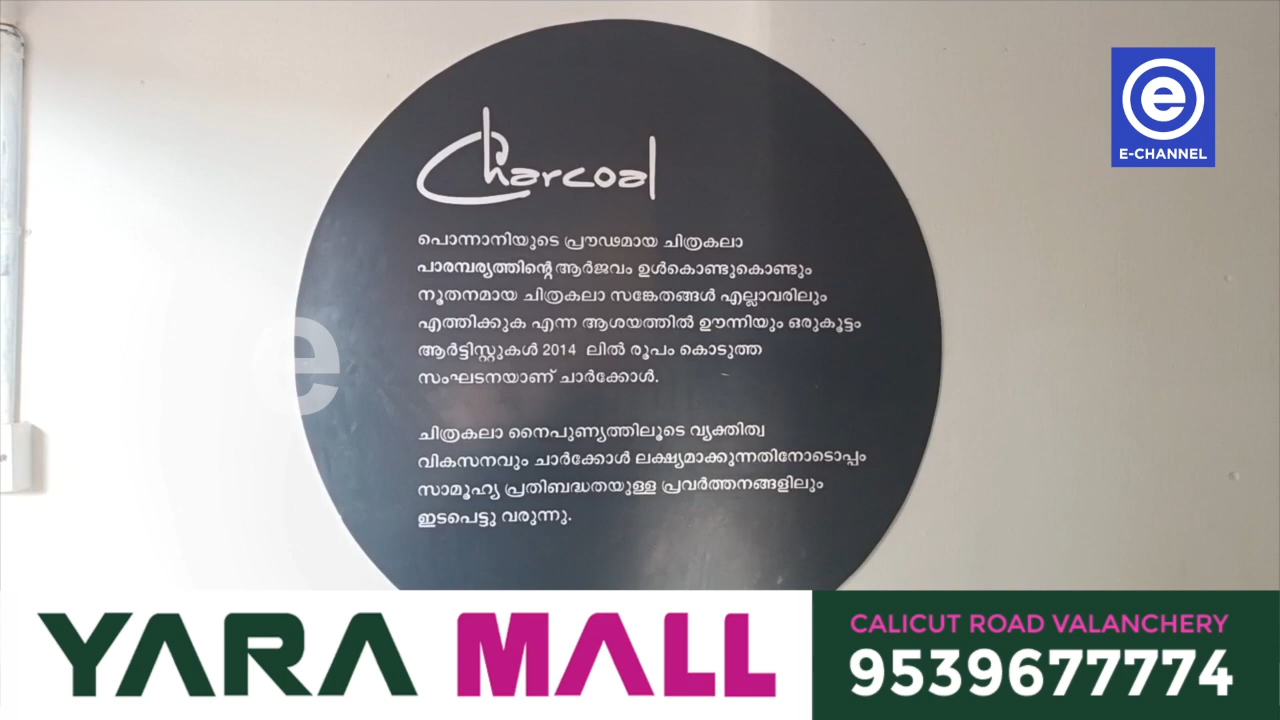 Charcoal
പൊന്നാനിയുടെ പ്രൗഢമായ ചിത്രകലാ
പാരമ്പര്യത്തിന്റെ ആർജവം ഉൾകൊണ്ടുകൊണ്ടും
നൂതനമായ ചിത്രകലാ സങ്കേതങ്ങൾ എല്ലാവരിലും
എത്തിക്കുക എന്ന ആശയത്തിൽ ഊന്നിയും ഒരുകൂട്ടം
ആർട്ടിസ്റ്റുകൾ 2014 ലിൽ രൂപം കൊടുത്ത
സംഘടനയാണ് ചാർക്കോൾ.
ചിത്രകലാ നൈപുണ്യത്തിലൂടെ വ്യക്തിത്വ
വികസനവും ചാർക്കോൾ ലക്ഷ്യമാക്കുന്നതിനോടൊപ്പം
സാമൂഹ്യ പ്രതിബദ്ധതയുള്ള പ്രവർത്തനങ്ങളിലും
ഇടപെട്ടു വരുന്നു.
e
e
E-CHANNEL
YARA MALL
CALICUT ROAD VALANCHERY
9539677774